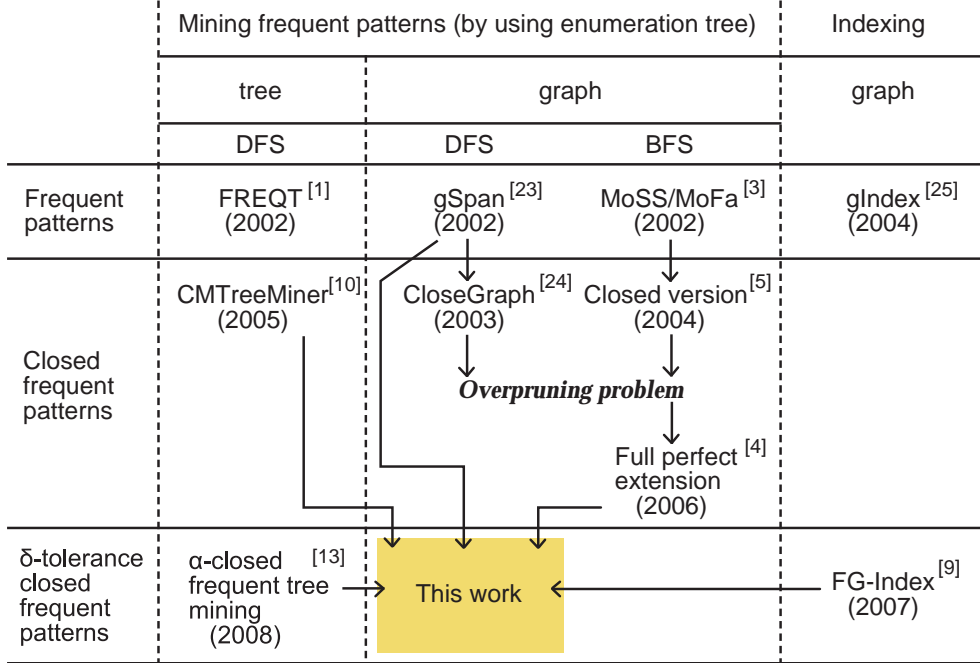 Mining frequent patterns (by using enumeration tree)
Indexing
tree
graph
graph
DFS
DFS
BFS
Frequent
patterns
FREQT [1]
(2002)
gSpan [23]
(2002)
MoSS/MoFa [3]
(2002)
gIndex [25]
(2004)
Closed
frequent
patterns
CMTreeMiner[10]
(2005)
CloseGraph [24]
(2003)
Closed version[5]
(2004)
Overpruning problem
Full perfect [4]
extension
(2006)
δ-tolerance
closed
frequent
patterns
α-closed [13]
frequent tree
mining
(2008)
This work
FG-Index[9]
(2007)